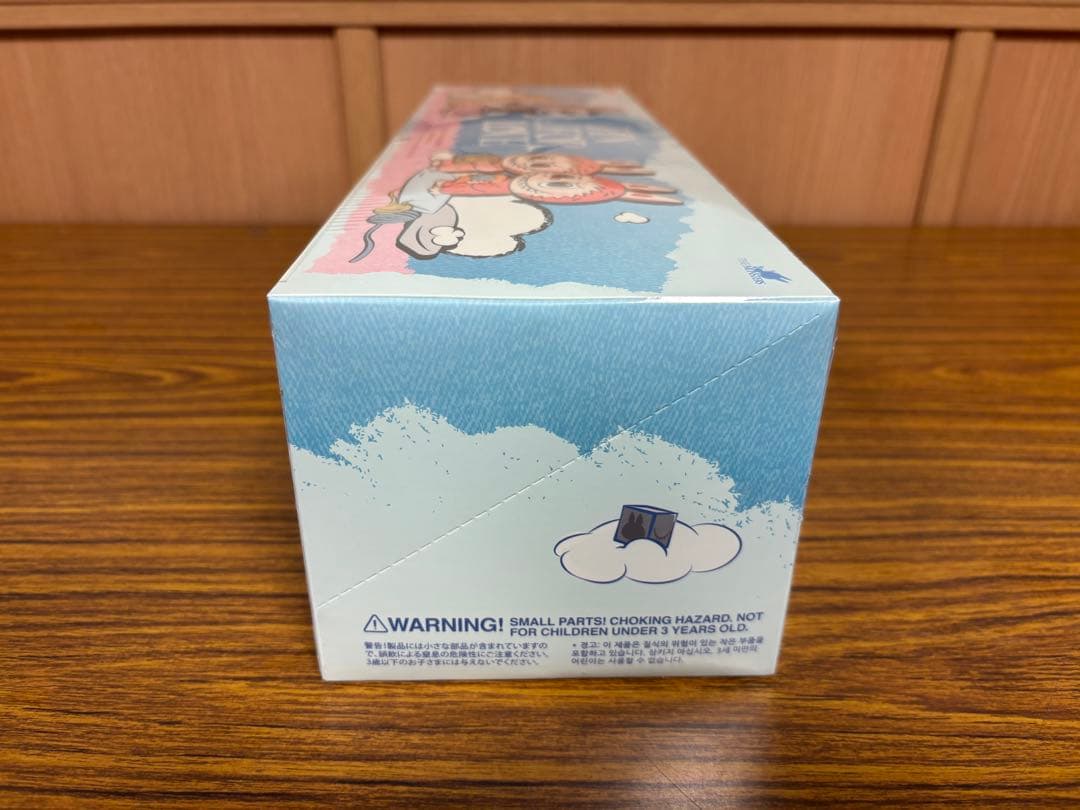 ⚠WARNING! SMALL PARTS! CHOKING HAZARD. NOT
FOR CHILDREN UNDER 3 YEARS OLD.
警告!製品には小さな部品が含まれていますの
で、誤飲による窒息の危険性にご注意ください。
3歳以下のお子さまには与えないでください。
• 경고: 이 제품은 질식의 위험이 있는 작은 부품을
포함하고 있습니다. 삼키지 마십시오. 3세 미만의
어린이는 사용할 수 없습니다.